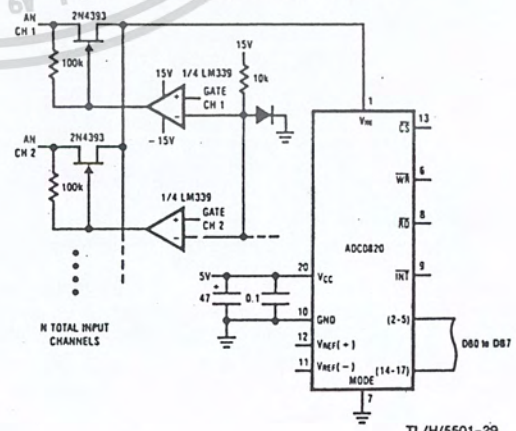 AN
CH 1
2N4393
100k
15V
1/4 LM339
+
-
- 15V
GATE
CH 1
15V
10k
AN
CH 2
2N4393
100k
1/4 LM339
+
-
GATE
CH 2
N TOTAL INPUT
CHANNELS
1
VIN
13
CS
6
WR
8
RD
ADC0820
9
INT
5V
20
VCC
+
47
0.1
10
GND
12
VREF(+)
11
VREF(-)
MODE
7
(2-5)
(14-17)
DB0 to DB7
TL/H/5501-29